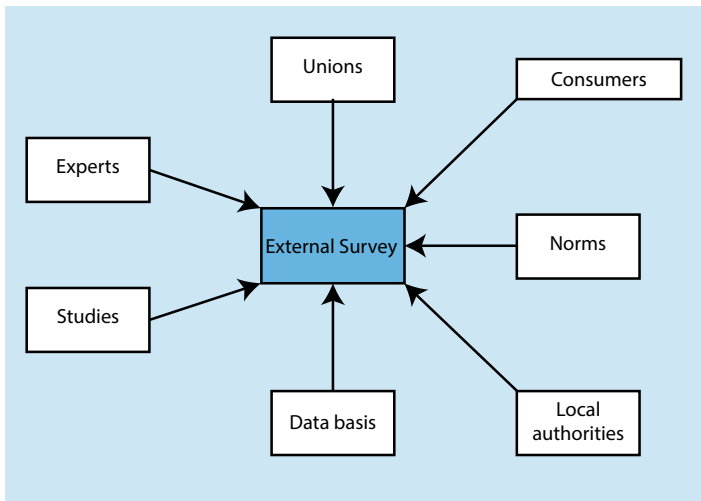 Unions
Consumers
Experts
External Survey
Norms
Studies
Data basis
Local
authorities